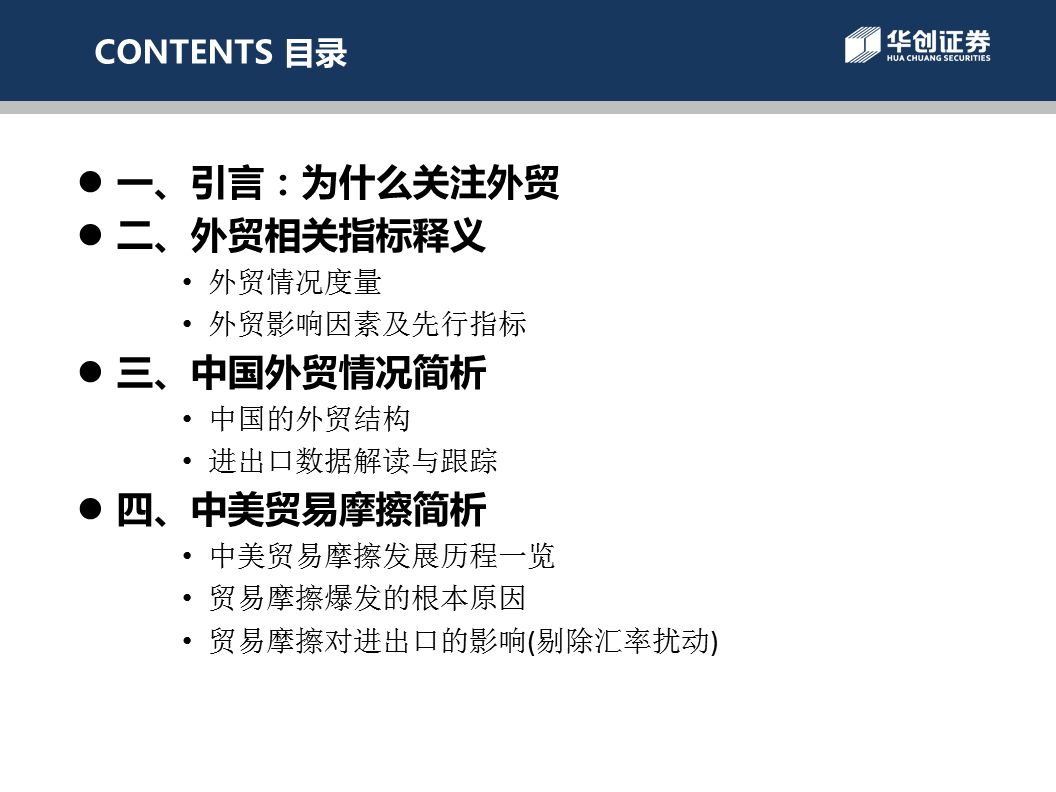 CONTENTS 目录
华创证券
HUA CHUANG SECURITIES
● 一、引言：为什么关注外贸
● 二、外贸相关指标释义
• 外贸情况度量
• 外贸影响因素及先行指标
● 三、中国外贸情况简析
• 中国的外贸结构
• 进出口数据解读与跟踪
● 四、中美贸易摩擦简析
• 中美贸易摩擦发展历程一览
• 贸易摩擦爆发的根本原因
• 贸易摩擦对进出口的影响(剔除汇率扰动)